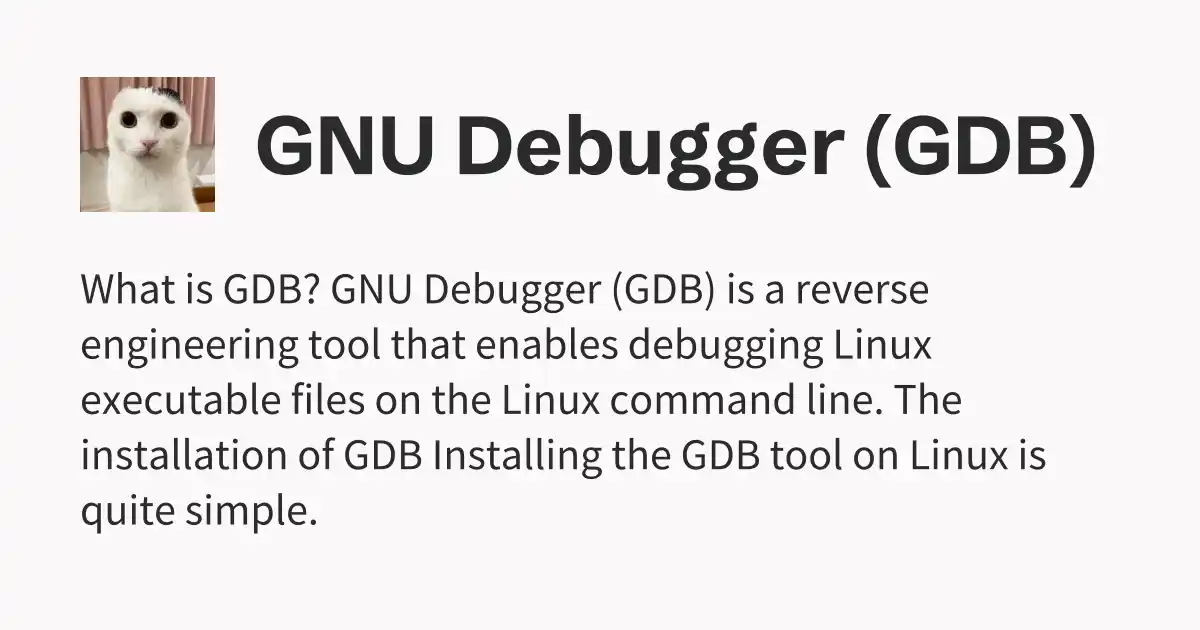 GNU Debugger (GDB)
What is GDB? GNU Debugger (GDB) is a reverse
engineering tool that enables debugging Linux
executable files on the Linux command line. The
installation of GDB Installing the GDB tool on Linux is
quite simple.